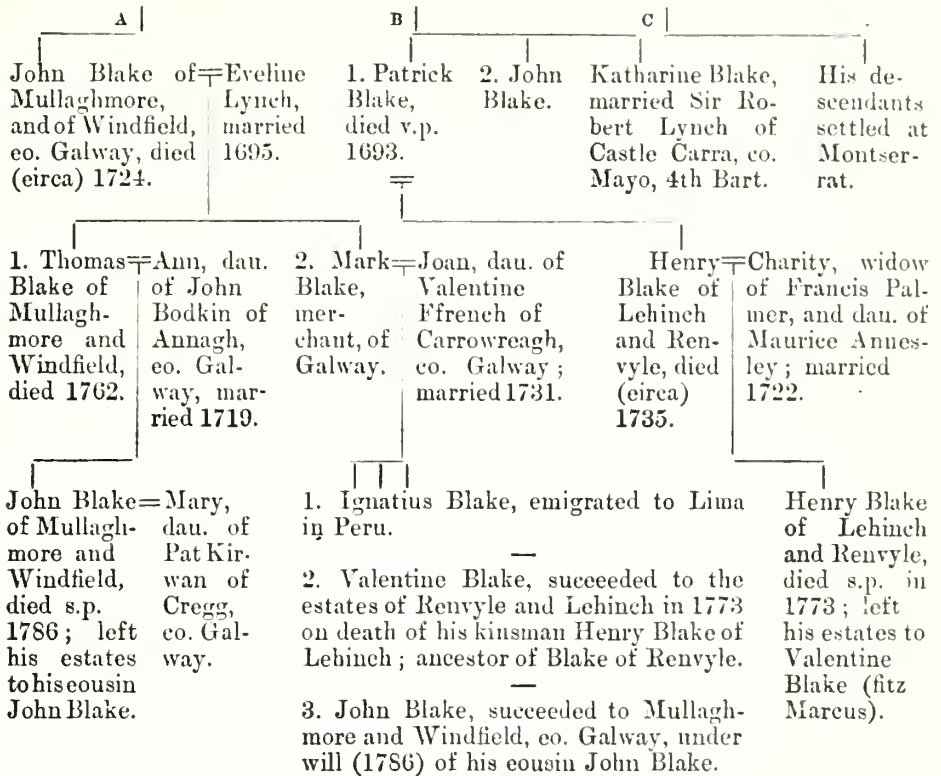 A B C
John Blake of Mullaghmore, and of Windfield, co. Galway, died (circa) 1724.
Eveline Lynch, married 1695.
1. Patrick Blake, died v.p. 1693.
2. John Blake.
Katharine Blake, married Sir Robert Lynch of Castle Carra, co. Mayo, 4th Bart.
His descendants settled at Montserrat.
1. Thomas Blake of Mullaghmore and Windfield, died 1762.
Ann, dau. of John Bodkin of Annagh, co. Galway, married 1719.
2. Mark Blake, merchant, of Galway.
Joan, dau. of Valentine Ffrench of Carrowreagh, co. Galway ; married 1731.
Henry Blake of Lehinch and Renvyle, died (circa) 1735.
Charity, widow of Francis Palmer, and dau. of Maurice Annesley ; married 1722.
John Blake of Mullaghmore and Windfield, died s.p. 1786 ; left his estates to his cousin John Blake.
Mary, dau. of Pat Kirwan of Cregg, co. Galway.
1. Ignatius Blake, emigrated to Lima
in Peru.
2. Valentine Blake, succeeded to the
estates of Renvyle and Lehinch in 1773
on death of his kinsman Henry Blake of
Lehinch ; ancestor of Blake of Renvyle.
3. John Blake, succeeded to Mullagh-
more and Windfield, co. Galway, under
will (1786) of his cousin John Blake.
Henry Blake
of Lehinch
and Renvyle,
died s.p. in
1773 ; left
his estates to
Valentine
Blake (fitz
Marcus).